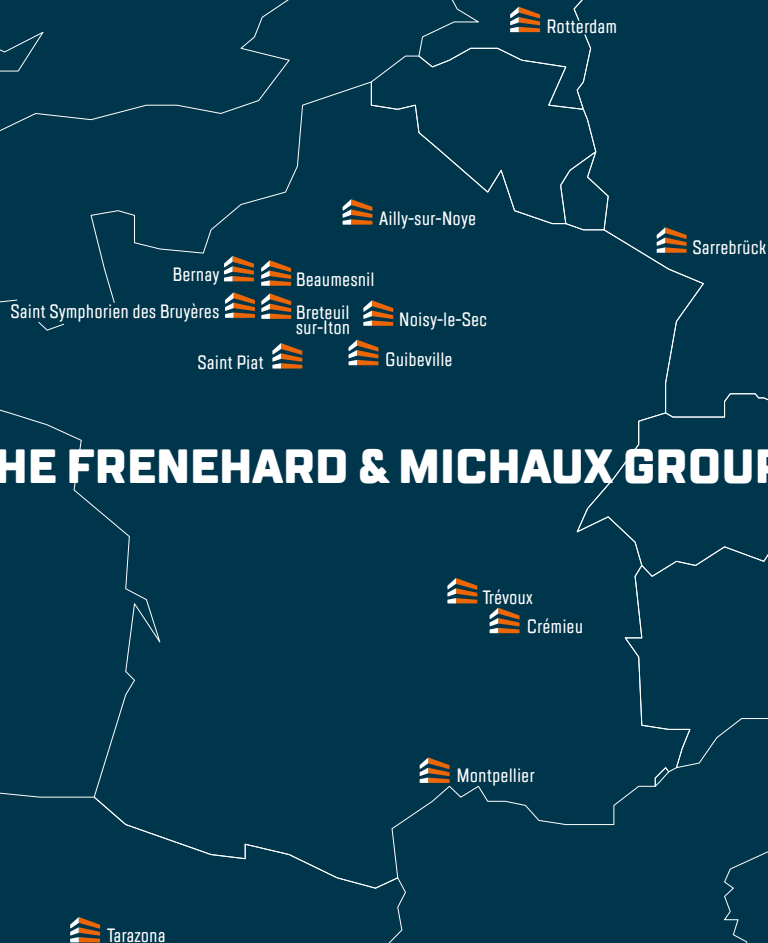 Rotterdam
Ailly-sur-Noye
Sarrebrück
Bernay
Beaumesnil
Saint Symphorien des Bruyères
Breteuil
sur-Iton
Noisy-le-Sec
Saint Piat
Guibeville
HE FRENEHARD & MICHAUX GROUP
Trévoux
Crémieu
Montpellier
Tarazona